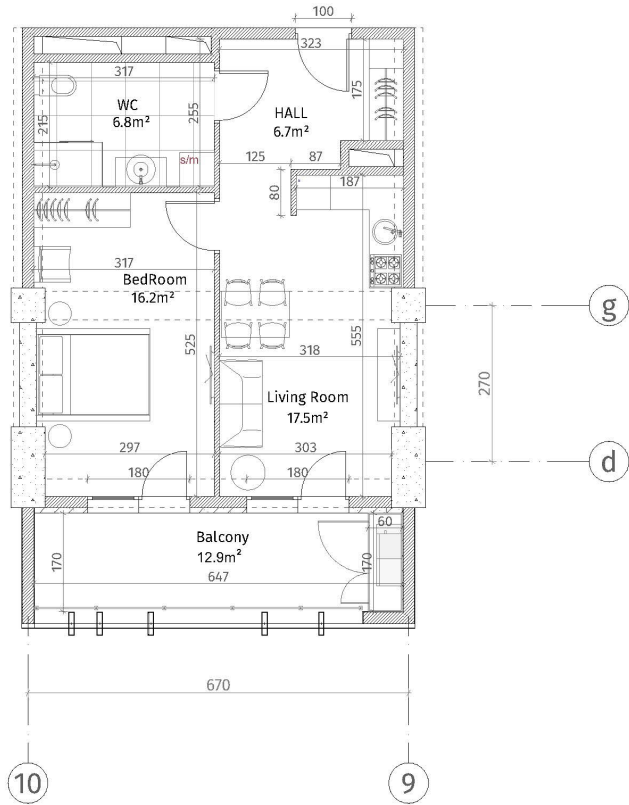 100
323
317
WC
6.8m²
HALL
6.7m²
175
215
255
s/m
125
87
187
80
317
BedRoom
16.2m²
g
525
555
318
270
Living Room
17.5m²
297
303
d
180
180
Balcony
12.9m²
60
170
170
647
670
10
9